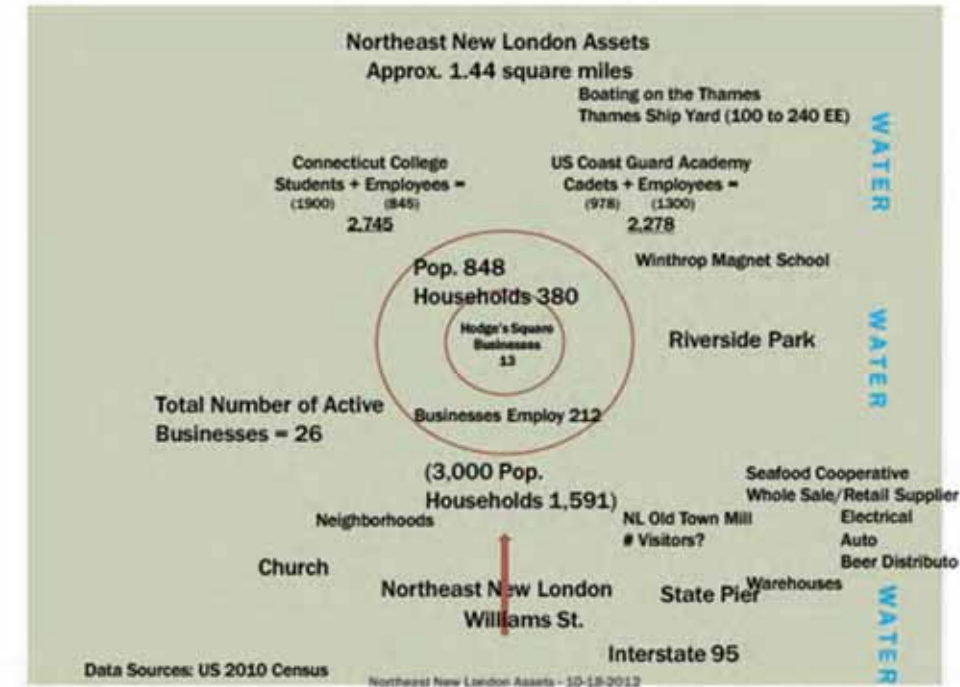 Northeast New London Assets
Approx. 1.44 square miles
Boating on the Thames
Thames Ship Yard (100 to 240 EE)
WATER
Connecticut College
Students + Employees =
(1900) (845)
2,745
US Coast Guard Academy
Cadets + Employees =
(978) (1300)
2,278
Winthrop Magnet School
Pop. 848
Households 380
Hodge's Square
Businesses
13
Riverside Park
WATER
Total Number of Active
Businesses = 26
Businesses Employ 212
(3,000 Pop.
Households 1,591)
Seafood Cooperative
Whole Sale/Retail Supplier
Electrical
Auto
Beer Distributo
Neighborhoods
NL Old Town Mill
# Visitors?
Church
Northeast New London
Williams St.
State Pier
Warehouses
WATER
Interstate 95
Data Sources: US 2010 Census
Northeast New London Assets - 10-18-2012